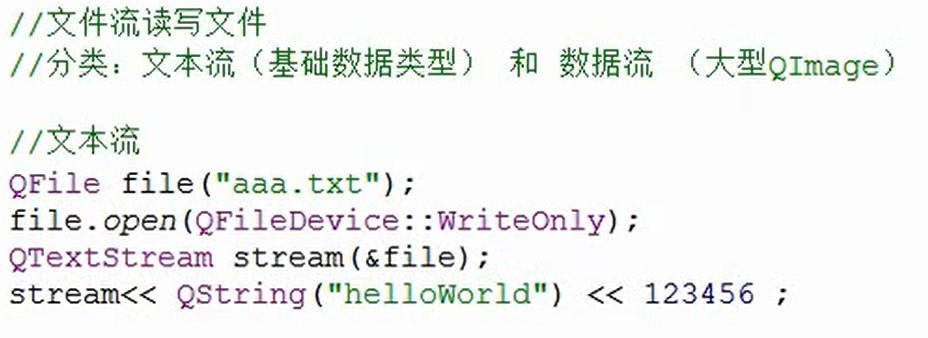 //文件流读写文件
//分类：文本流（基础数据类型） 和 数据流 （大型QImage）
//文本流
QFile file("aaa.txt");
file.open(QFileDevice::WriteOnly);
QTextStream stream(&file);
stream<< QString("helloWorld") << 123456 ;